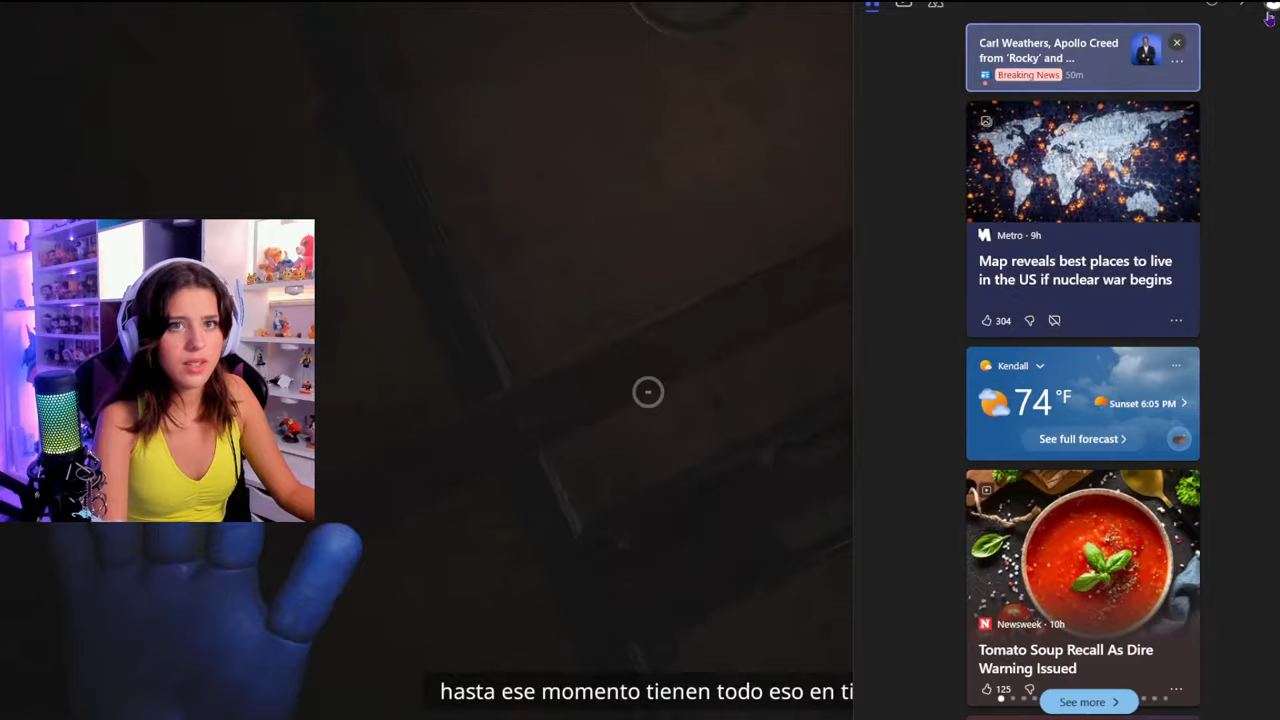 Carl Weathers, Apollo Creed
from 'Rocky' and ...
Breaking News 50m
Metro · 9h
Map reveals best places to live
in the US if nuclear war begins
304
Kendall
74 °F
Sunset 6:05 PM
See full forecast
Newsweek · 10h
Tomato Soup Recall As Dire
Warning Issued
125
See more
hasta ese momento tienen todo eso en ti